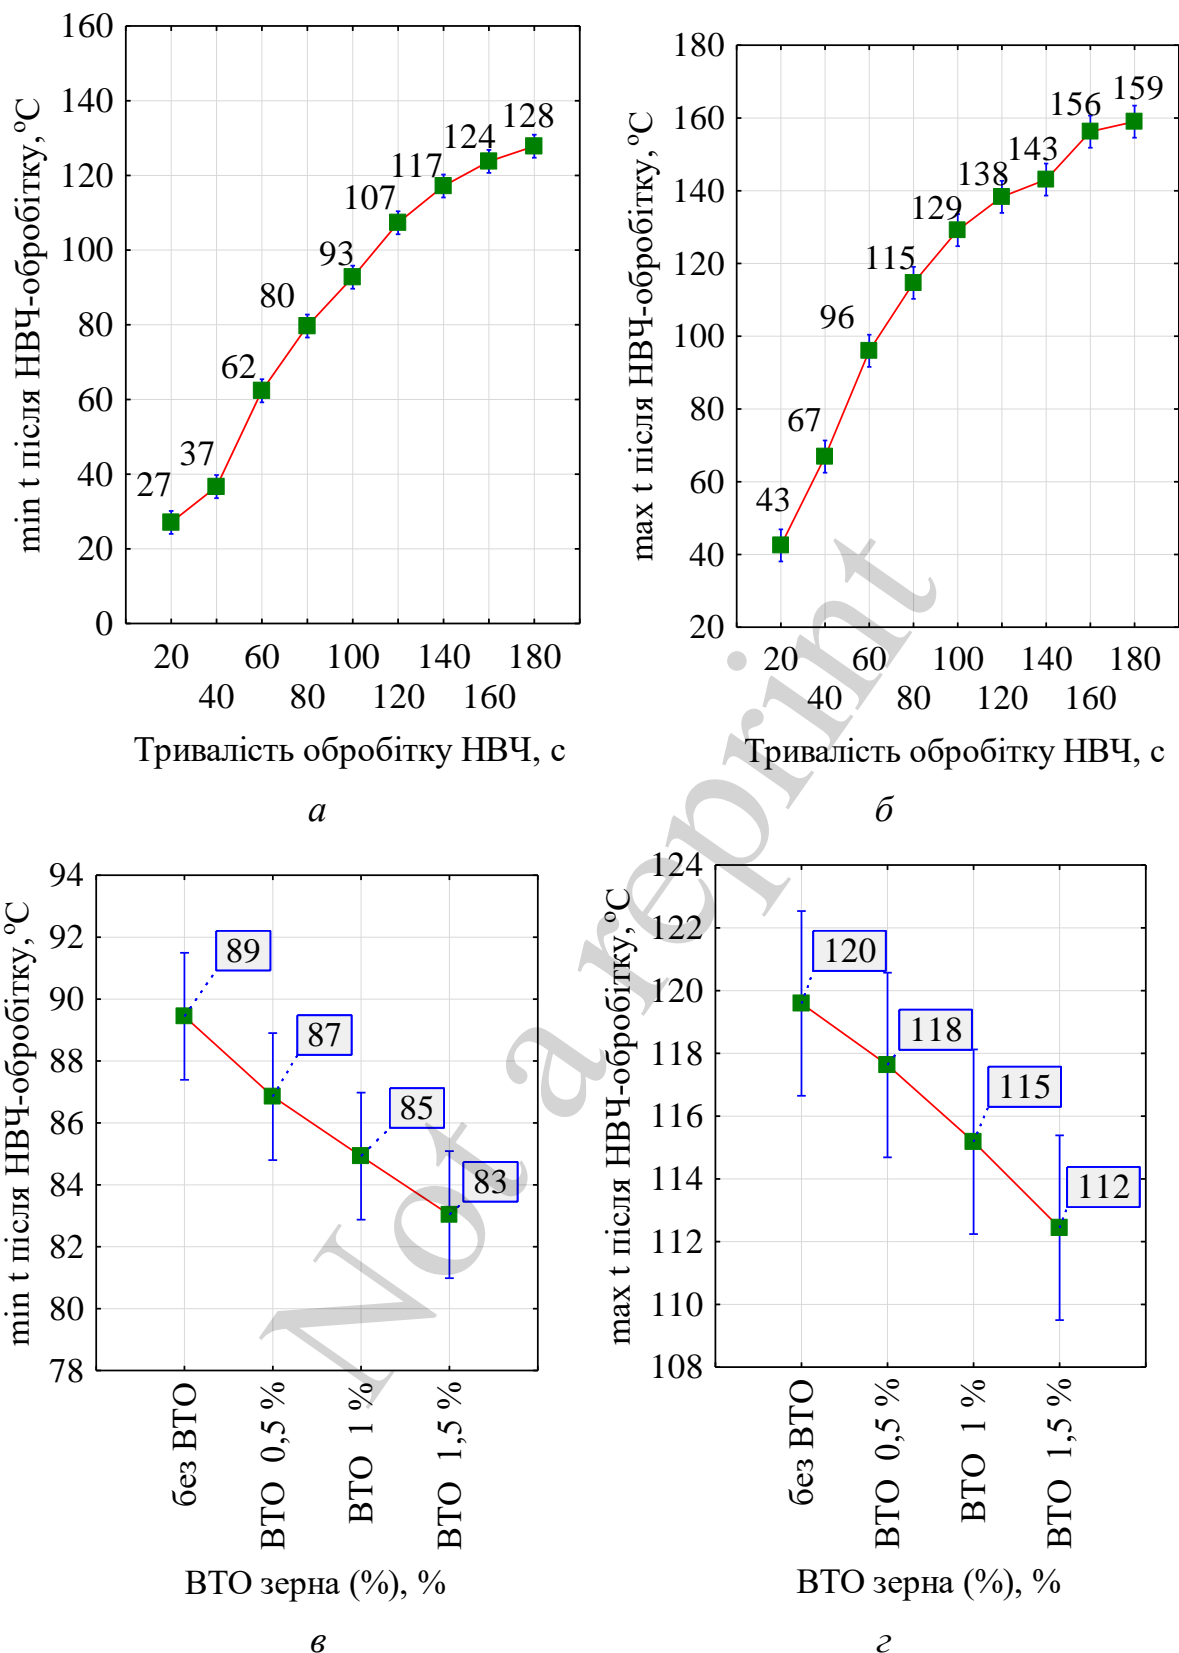 160
140
120
100
80
60
40
20
0
min t після НВЧ-обробітку, ºС
27
37
62
80
93
107
117
124
128
20 60 100 140 180
40 80 120 160
Тривалість обробітку НВЧ, с
а
180
160
140
120
100
80
60
40
20
max t після НВЧ-обробітку, ºС
43
67
96
115
129
138
143
156
159
20 60 100 140 180
40 80 120 160
Тривалість обробітку НВЧ, с
б
94
92
90
88
86
84
82
80
78
min t після НВЧ-обробітку, ºС
89
87
85
83
без ВТО
ВТО 0,5 %
ВТО 1 %
ВТО 1,5 %
ВТО зерна (%), %
в
124
122
120
118
116
114
112
110
108
max t після НВЧ-обробітку, ºС
120
118
115
112
без ВТО
ВТО 0,5 %
ВТО 1 %
ВТО 1,5 %
ВТО зерна (%), %
г
Not a reprint